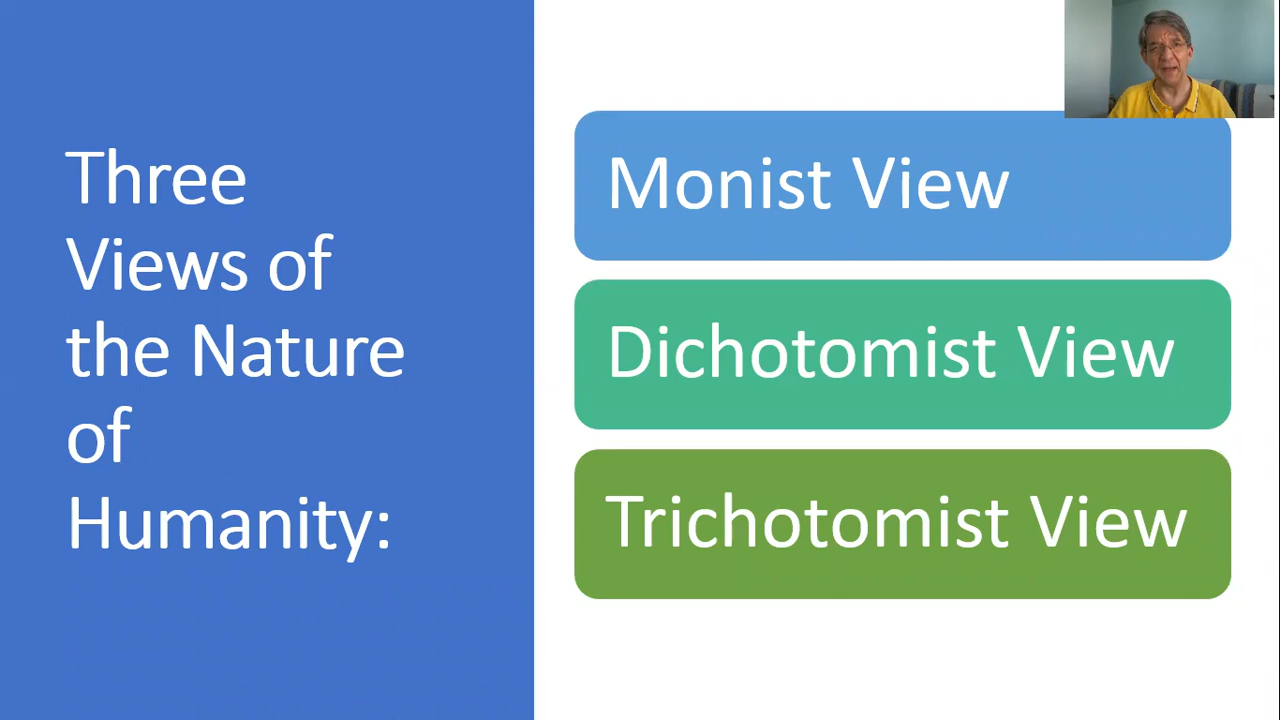 Three
Views of
the Nature
of
Humanity:
Monist View
Dichotomist View
Trichotomist View